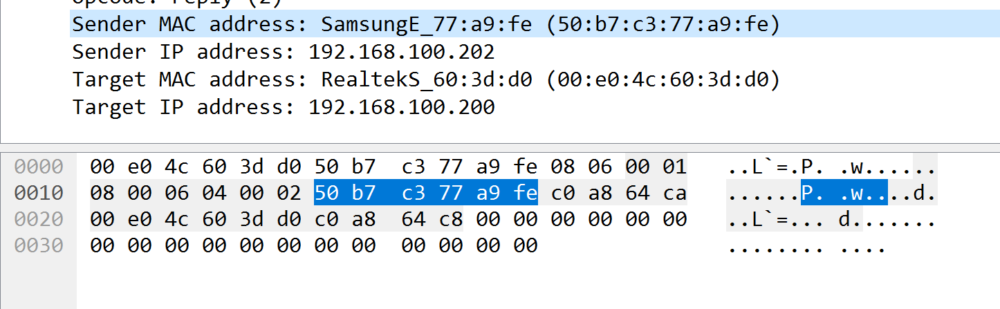 Opcode: reply (2)
Sender MAC address: SamsungE_77:a9:fe (50:b7:c3:77:a9:fe)
Sender IP address: 192.168.100.202
Target MAC address: RealtekS_60:3d:d0 (00:e0:4c:60:3d:d0)
Target IP address: 192.168.100.200
0000 00 e0 4c 60 3d d0 50 b7 c3 77 a9 fe 08 06 00 01 ..L`=.P. .w......
0010 08 00 06 04 00 02 50 b7 c3 77 a9 fe c0 a8 64 ca ......P. .w....d.
0020 00 e0 4c 60 3d d0 c0 a8 64 c8 00 00 00 00 00 00 ..L`=... d.......
0030 00 00 00 00 00 00 00 00 00 00 00 00 ........ ....